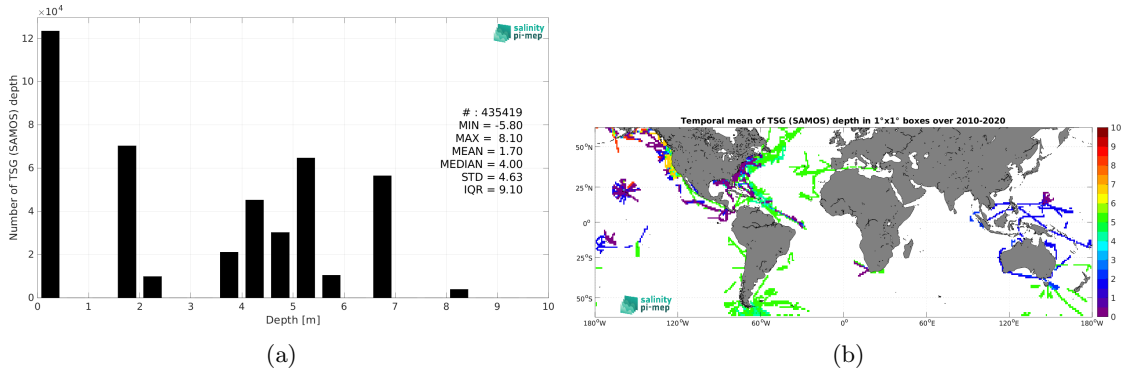 ×10⁴
12
10
8
6
4
2
0
Number of TSG (SAMOS) depth
0 1 2 3 4 5 6 7 8 9 10
Depth [m]
salinity
pi-mep
# : 435419
MIN = -5.80
MAX = 8.10
MEAN = 1.70
MEDIAN = 4.00
STD = 4.63
IQR = 9.10
(a)
Temporal mean of TSG (SAMOS) depth in 1°x1° boxes over 2010-2020
50°N
25°N
0°
25°S
50°S
180°W 120°W 60°W 0° 60°E 120°E 180°W
10
9
8
7
6
5
4
3
2
1
0
salinity
pi-mep
(b)